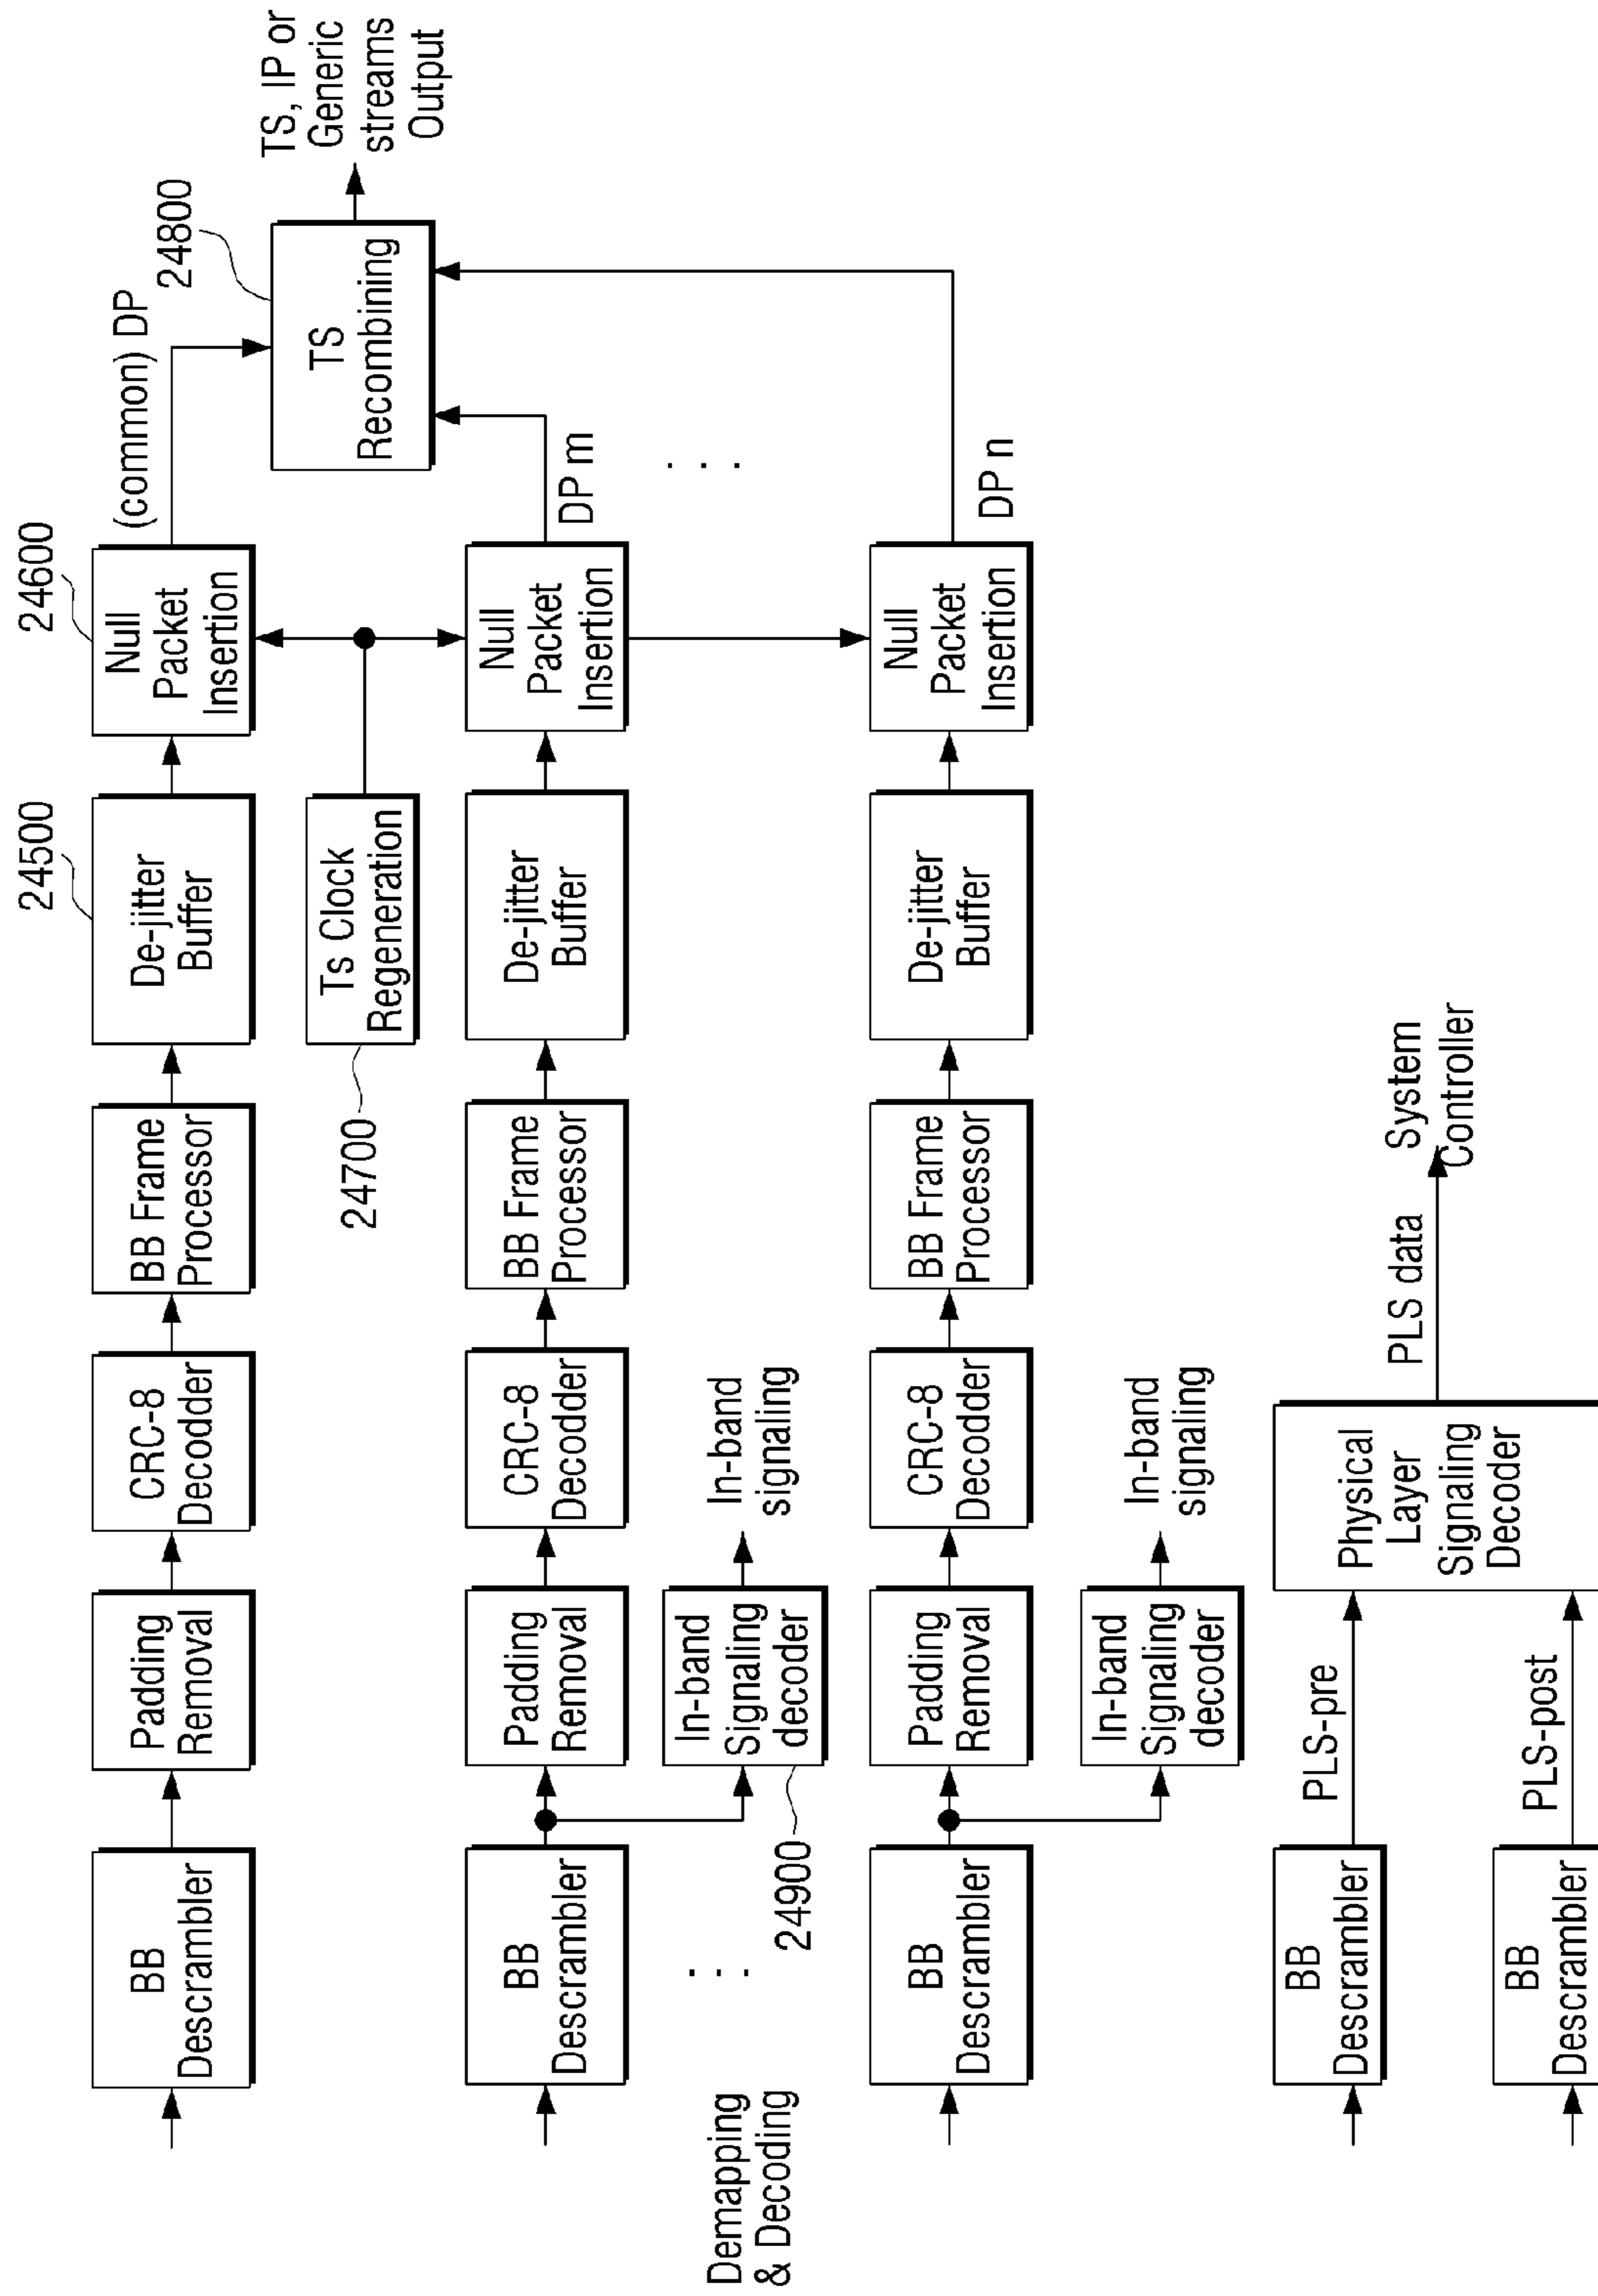 Demapping
& Decoding
BB
Descrambler
Padding
Removal
CRC-8
Decodder
BB Frame
Processor
24500
De-jitter
Buffer
24600
Null
Packet
Insertion
(common) DP
24800
TS
Recombining
TS, IP or
Generic
streams
Output
24700
Ts Clock
Regeneration
BB
Descrambler
Padding
Removal
CRC-8
Decodder
BB Frame
Processor
De-jitter
Buffer
Null
Packet
Insertion
DP m
. . .
24900
In-band
Signaling
decoder
In-band
signaling
. . .
BB
Descrambler
Padding
Removal
CRC-8
Decodder
BB Frame
Processor
De-jitter
Buffer
Null
Packet
Insertion
DP n
In-band
Signaling
decoder
In-band
signaling
BB
Descrambler
PLS-pre
Physical
Layer
Signaling
Decoder
PLS data
System
Controller
BB
Descrambler
PLS-post